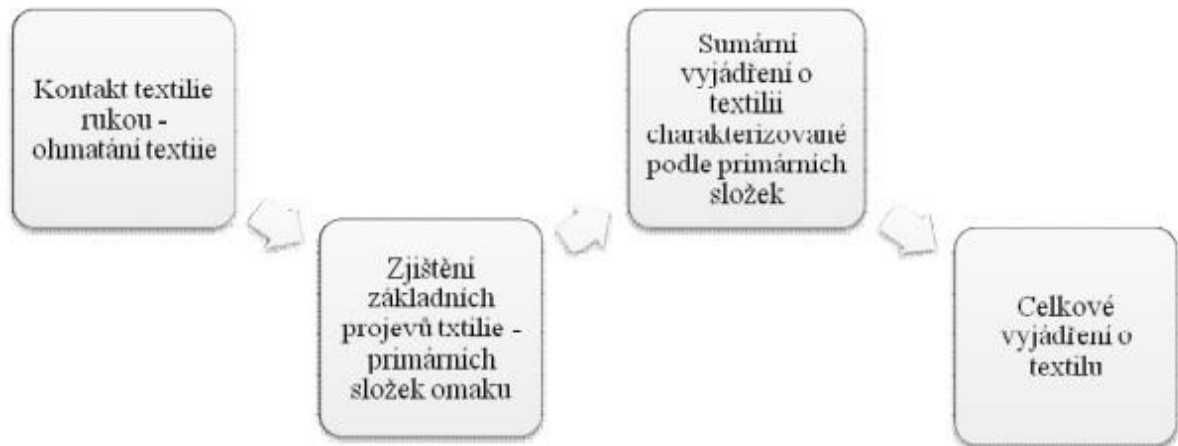 Kontakt textilie
rukou -
ohmatání textiie
Zjištění
základních
projevů txtilie -
primárních
složek omaku
Sumární
vyjádření o
textilii
charakterizované
podle primárních
složek
Celkové
vyjádření o
textilu